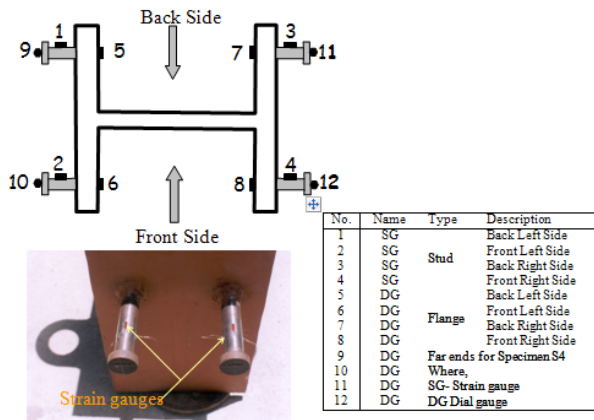 Back Side
1
3
9
5
7
11
2
4
10
6
8
12
Front Side
Strain gauges
No. Name Type Description
1 SG Back Left Side
2 SG Stud Front Left Side
3 SG Back Right Side
4 SG Front Right Side
5 DG Back Left Side
6 DG Flange Front Left Side
7 DG Back Right Side
8 DG Front Right Side
9 DG Far ends for Specimen S4
10 DG Where,
11 DG SG- Strain gauge
12 DG DG Dial gauge